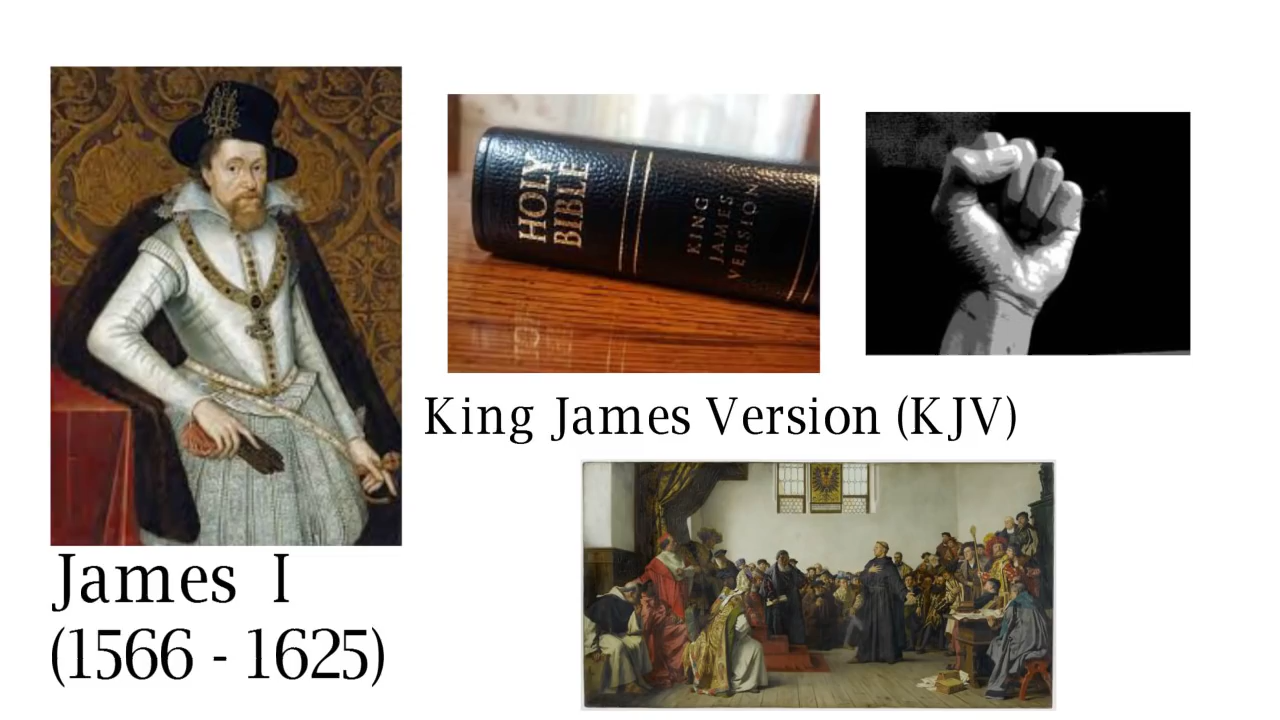 James I
(1566 - 1625)
HOLY
BIBLE
KING
JAMES
VERSION
King James Version (KJV)